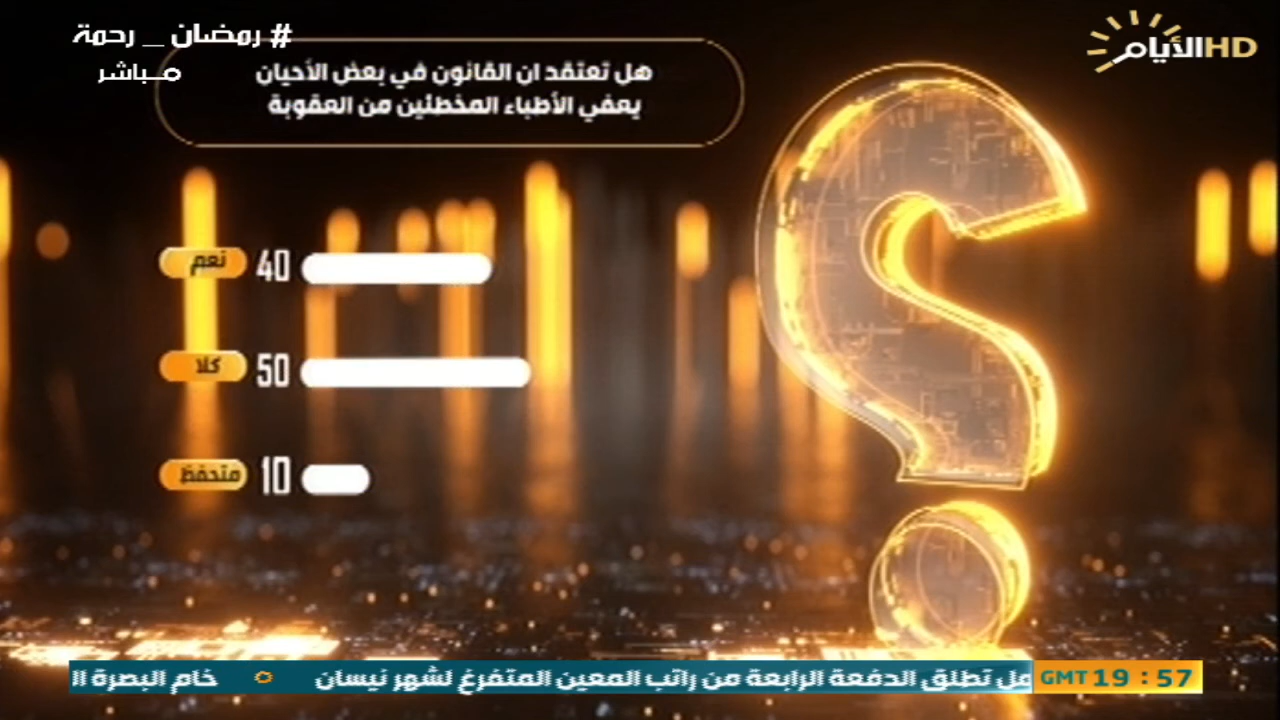 # رمضان _ رحمة
مباشر
الأيام HD
هل تعتقد ان القانون في بعض الأحيان
يعفي الأطباء المخطئين من العقوبة
نعم 40
كلا 50
متحفظ 10
GMT 19 : 57
تطلق الدفعة الرابعة من راتب المعين المتفرغ لشهر نيسان
خام البصرة